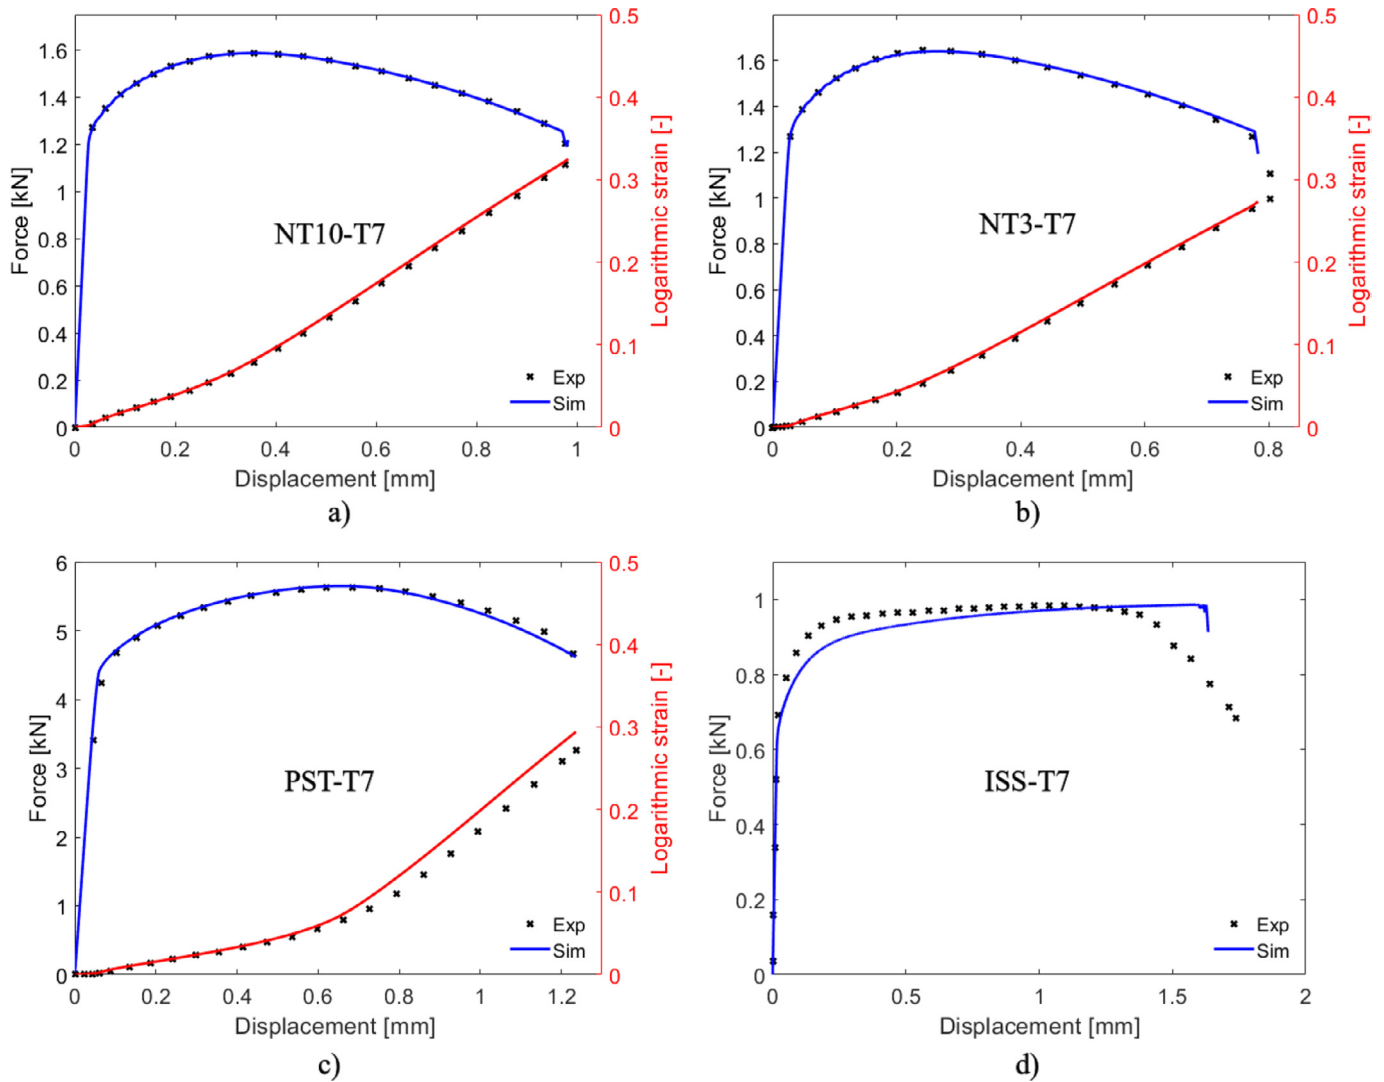 0.5
1.6
1.4
0.4
1.2
0.3
1
Force [kN]
Logarithmic strain [-]
NT10-T7
0.8
0.2
0.6
0.4
0.1
Exp
0.2
Sim
0
0
0 0.2 0.4 0.6 0.8 1
Displacement [mm]
a)
0.5
1.6
1.4
0.4
1.2
0.3
1
Force [kN]
Logarithmic strain [-]
NT3-T7
0.8
0.2
0.6
0.4
0.1
Exp
0.2
Sim
0
0
0 0.2 0.4 0.6 0.8
Displacement [mm]
b)
6
0.5
5
0.4
4
0.3
3
Force [kN]
Logarithmic strain [-]
PST-T7
0.2
2
0.1
1
Exp
Sim
0
0
0 0.2 0.4 0.6 0.8 1 1.2
Displacement [mm]
c)
1
0.8
0.6
Force [kN]
ISS-T7
0.4
0.2
Exp
Sim
0
0 0.5 1 1.5 2
Displacement [mm]
d)